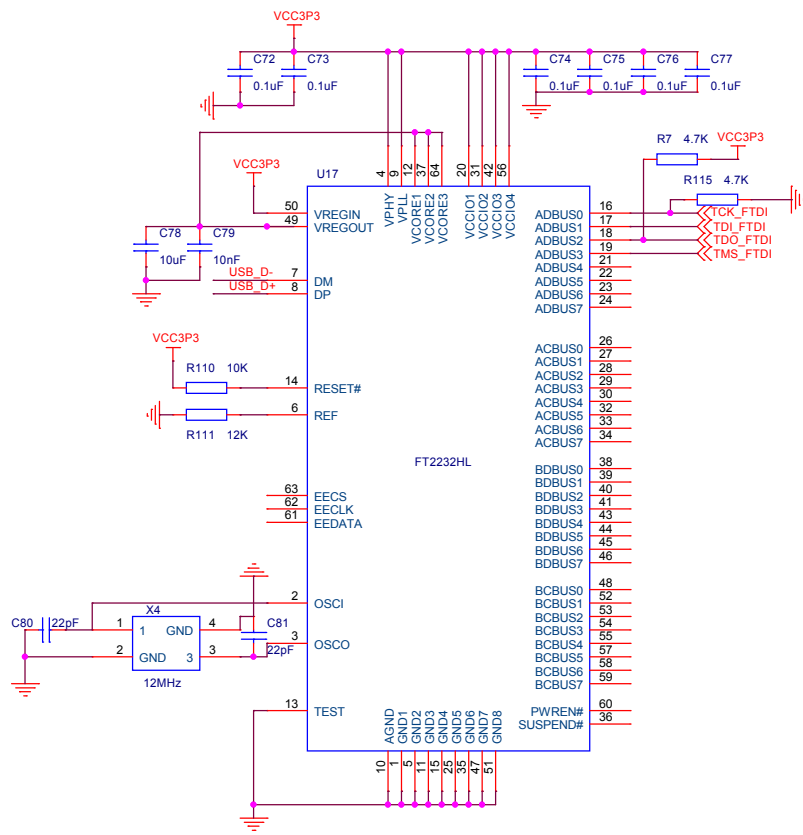 VCC3P3
C72 C73 C74 C75 C76 C77
0.1uF 0.1uF 0.1uF 0.1uF 0.1uF 0.1uF
R7 4.7K
VCC3P3
VCC3P3
U17
R115 4.7K
4 9 12 37 64 20 31 42 56
VPHY VPLL VCORE1 VCORE2 VCORE3 VCCIO1 VCCIO2 VCCIO3 VCCIO4
50 VREGIN
49 VREGOUT
C78 C79
10uF 10nF
USB_D- 7 DM
USB_D+ 8 DP
ADBUS0 16 TCK_FTDI
ADBUS1 17 TDI_FTDI
ADBUS2 18 TDO_FTDI
ADBUS3 19 TMS_FTDI
ADBUS4 21
ADBUS5 22
ADBUS6 23
ADBUS7 24
VCC3P3
R110 10K
14 RESET#
6 REF
R111 12K
ACBUS0 26
ACBUS1 27
ACBUS2 28
ACBUS3 29
ACBUS4 30
ACBUS5 32
ACBUS6 33
ACBUS7 34
FT2232HL
63 EECS
62 EECLK
61 EEDATA
BDBUS0 38
BDBUS1 39
BDBUS2 40
BDBUS3 41
BDBUS4 43
BDBUS5 44
BDBUS6 45
BDBUS7 46
2 OSCI
C80 22pF
X4
1 1 GND 4
2 GND 3 3
12MHz
C81
22pF
3 OSCO
BCBUS0 48
BCBUS1 52
BCBUS2 53
BCBUS3 54
BCBUS4 55
BCBUS5 57
BCBUS6 58
BCBUS7 59
13 TEST
PWREN# 60
SUSPEND# 36
AGND GND1 GND2 GND3 GND4 GND5 GND6 GND7 GND8
10 1 5 11 15 25 35 47 51